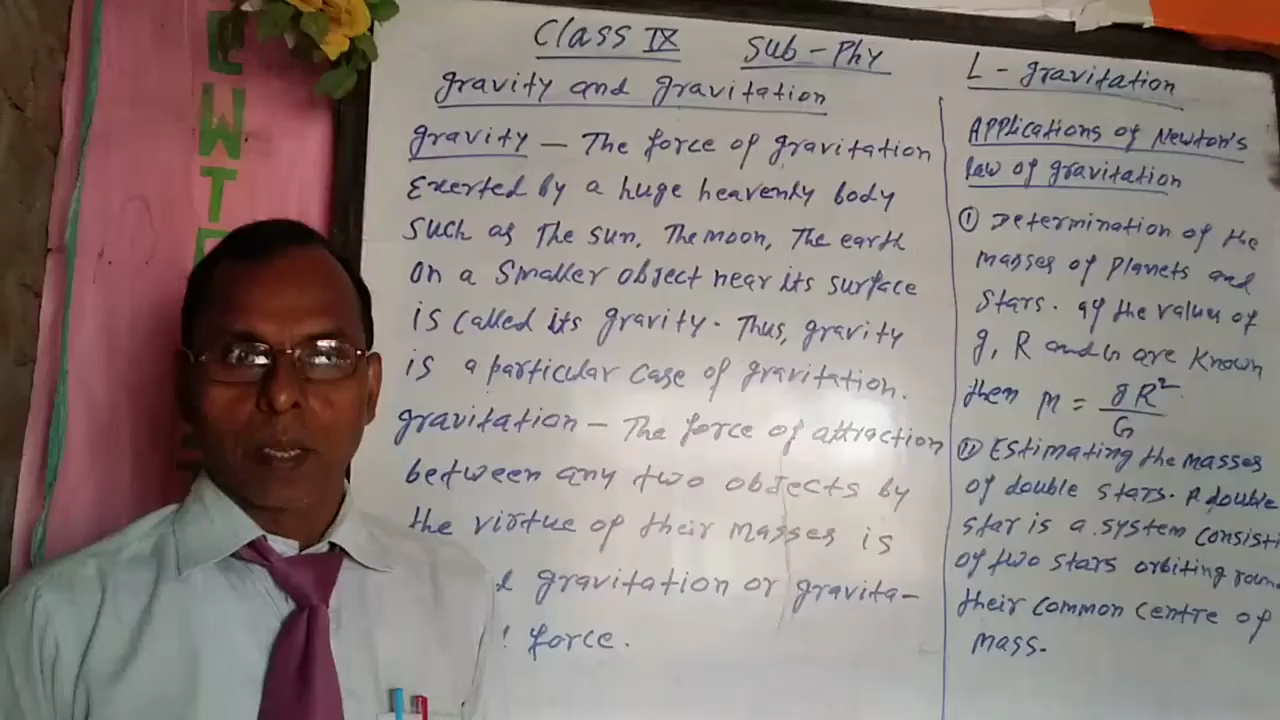 Class IX Sub - Phy
L - gravitation
gravity and gravitation
gravity — The force of gravitation
Exerted by a huge heavenly body
such as The sun, The moon, The earth
on a smaller object near its surface
is called its gravity. Thus, gravity
is a particular case of gravitation.
gravitation — The force of attraction
between any two objects by
the virtue of their masses is
gravitation or gravita-
force.
Applications of Newton's
law of gravitation
① Determination of the
masses of planets and
stars. If the values of
g, R and G are known
then M = gR²/G
② Estimating the masses
of double stars. A double
star is a system consisti
of two stars orbiting roun
their common centre of
mass.